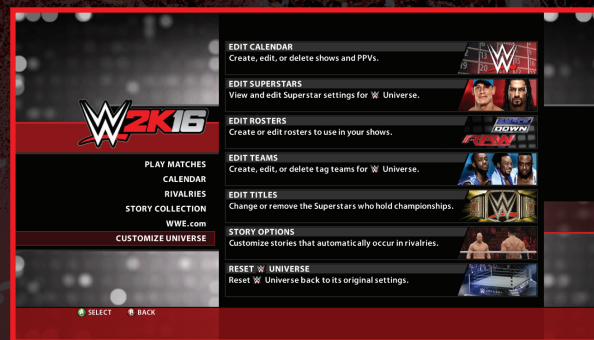 W 2K16
PLAY MATCHES
CALENDAR
RIVALRIES
STORY COLLECTION
WWE.com
CUSTOMIZE UNIVERSE
A SELECT B BACK
EDIT CALENDAR
Create, edit, or delete shows and PPVs.
EDIT SUPERSTARS
View and edit Superstar settings for W Universe.
EDIT ROSTERS
Create or edit rosters to use in your shows.
DOWN
RAW
EDIT TEAMS
Create, edit, or delete tag teams for W Universe.
EDIT TITLES
Change or remove the Superstars who hold championships.
STORY OPTIONS
Customize stories that automatically occur in rivalries.
RESET W UNIVERSE
Reset W Universe back to its original settings.